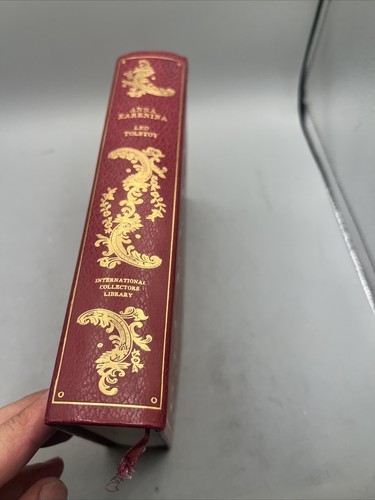 ANNA
KARENINA
LEO
TOLSTOY
INTERNATIONAL
COLLECTORS
LIBRARY